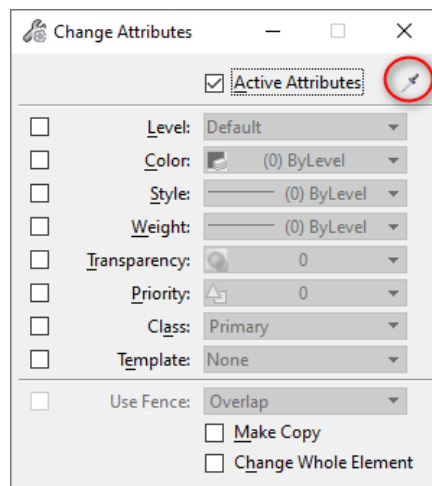 Change Attributes
Active Attributes
Level: Default
Color: (0) ByLevel
Style: (0) ByLevel
Weight: (0) ByLevel
Transparency: 0
Priority: 0
Class: Primary
Template: None
Use Fence: Overlap
Make Copy
Change Whole Element